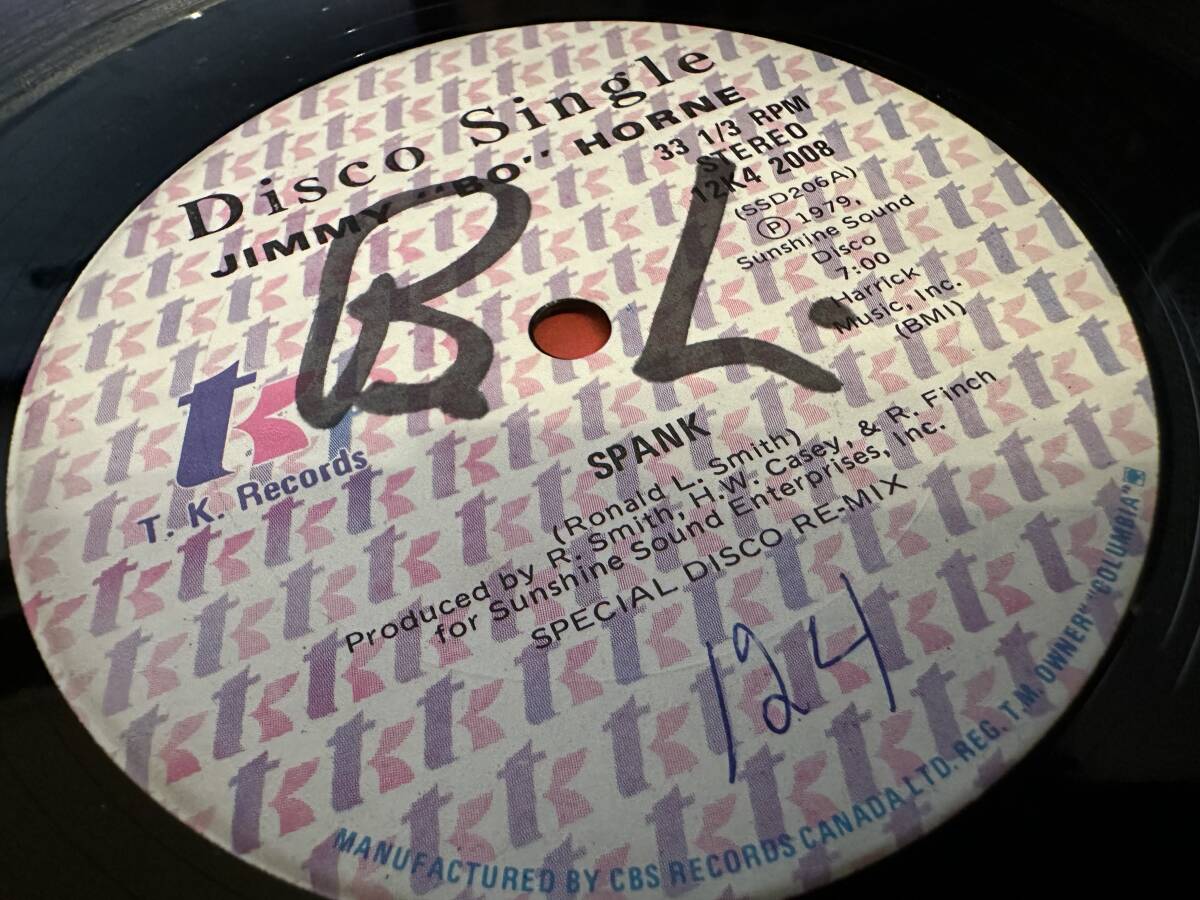 Disco Single
JIMMY "BO" HORNE
33 1/3 RPM
STEREO
12K4 2008
(SSD206A)
Ⓟ 1979,
Sunshine Sound
Disco
7:00
Harrick
Music, Inc.
(BMI)
B. L.
tk
T. K. Records
SPANK
(Ronald L. Smith)
Produced by R. Smith, H.W. Casey, & R. Finch
for Sunshine Sound Enterprises, Inc.
SPECIAL DISCO RE-MIX
124
MANUFACTURED BY CBS RECORDS CANADA LTD. REG. T.M. OWNER "COLUMBIA"